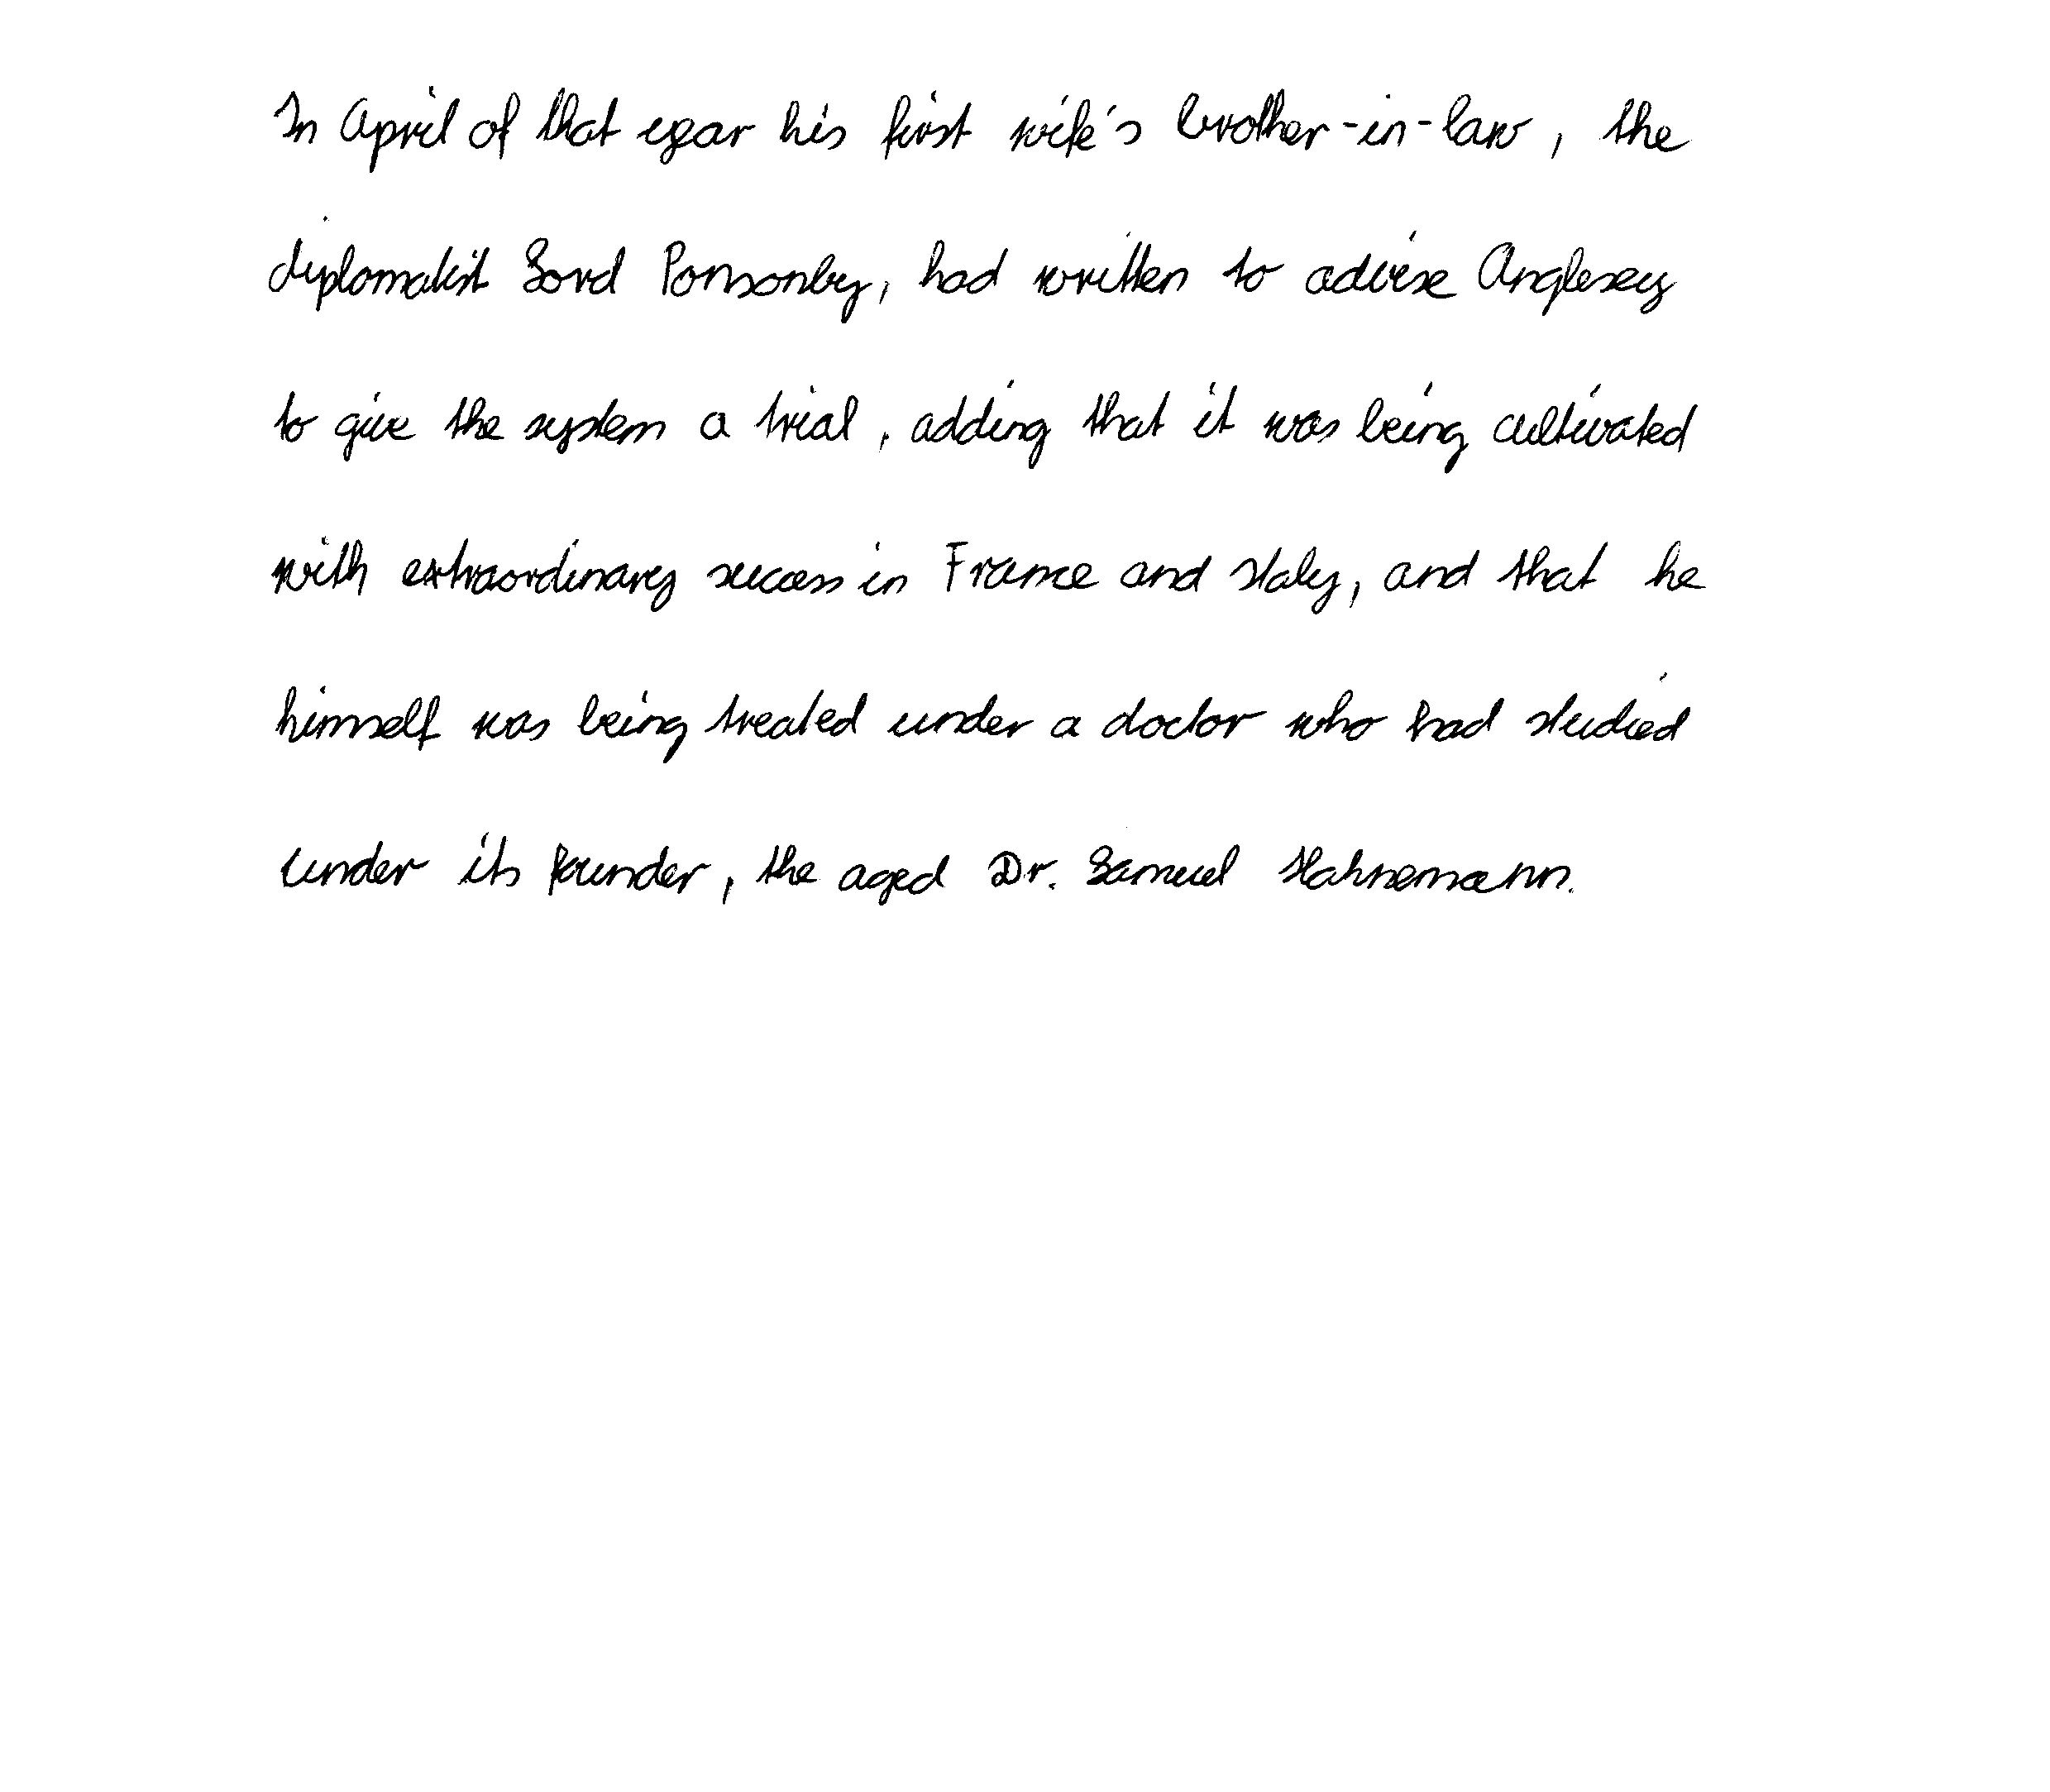 In April of that year his first wife's brother-in-law, the
diplomatist Lord Ponsonby, had written to advise Anglesey
to give the system a trial, adding that it was being cultivated
with extraordinary success in France and Italy, and that he
himself was being treated under a doctor who had studied
under its founder, the aged Dr. Samuel Hahnemann.